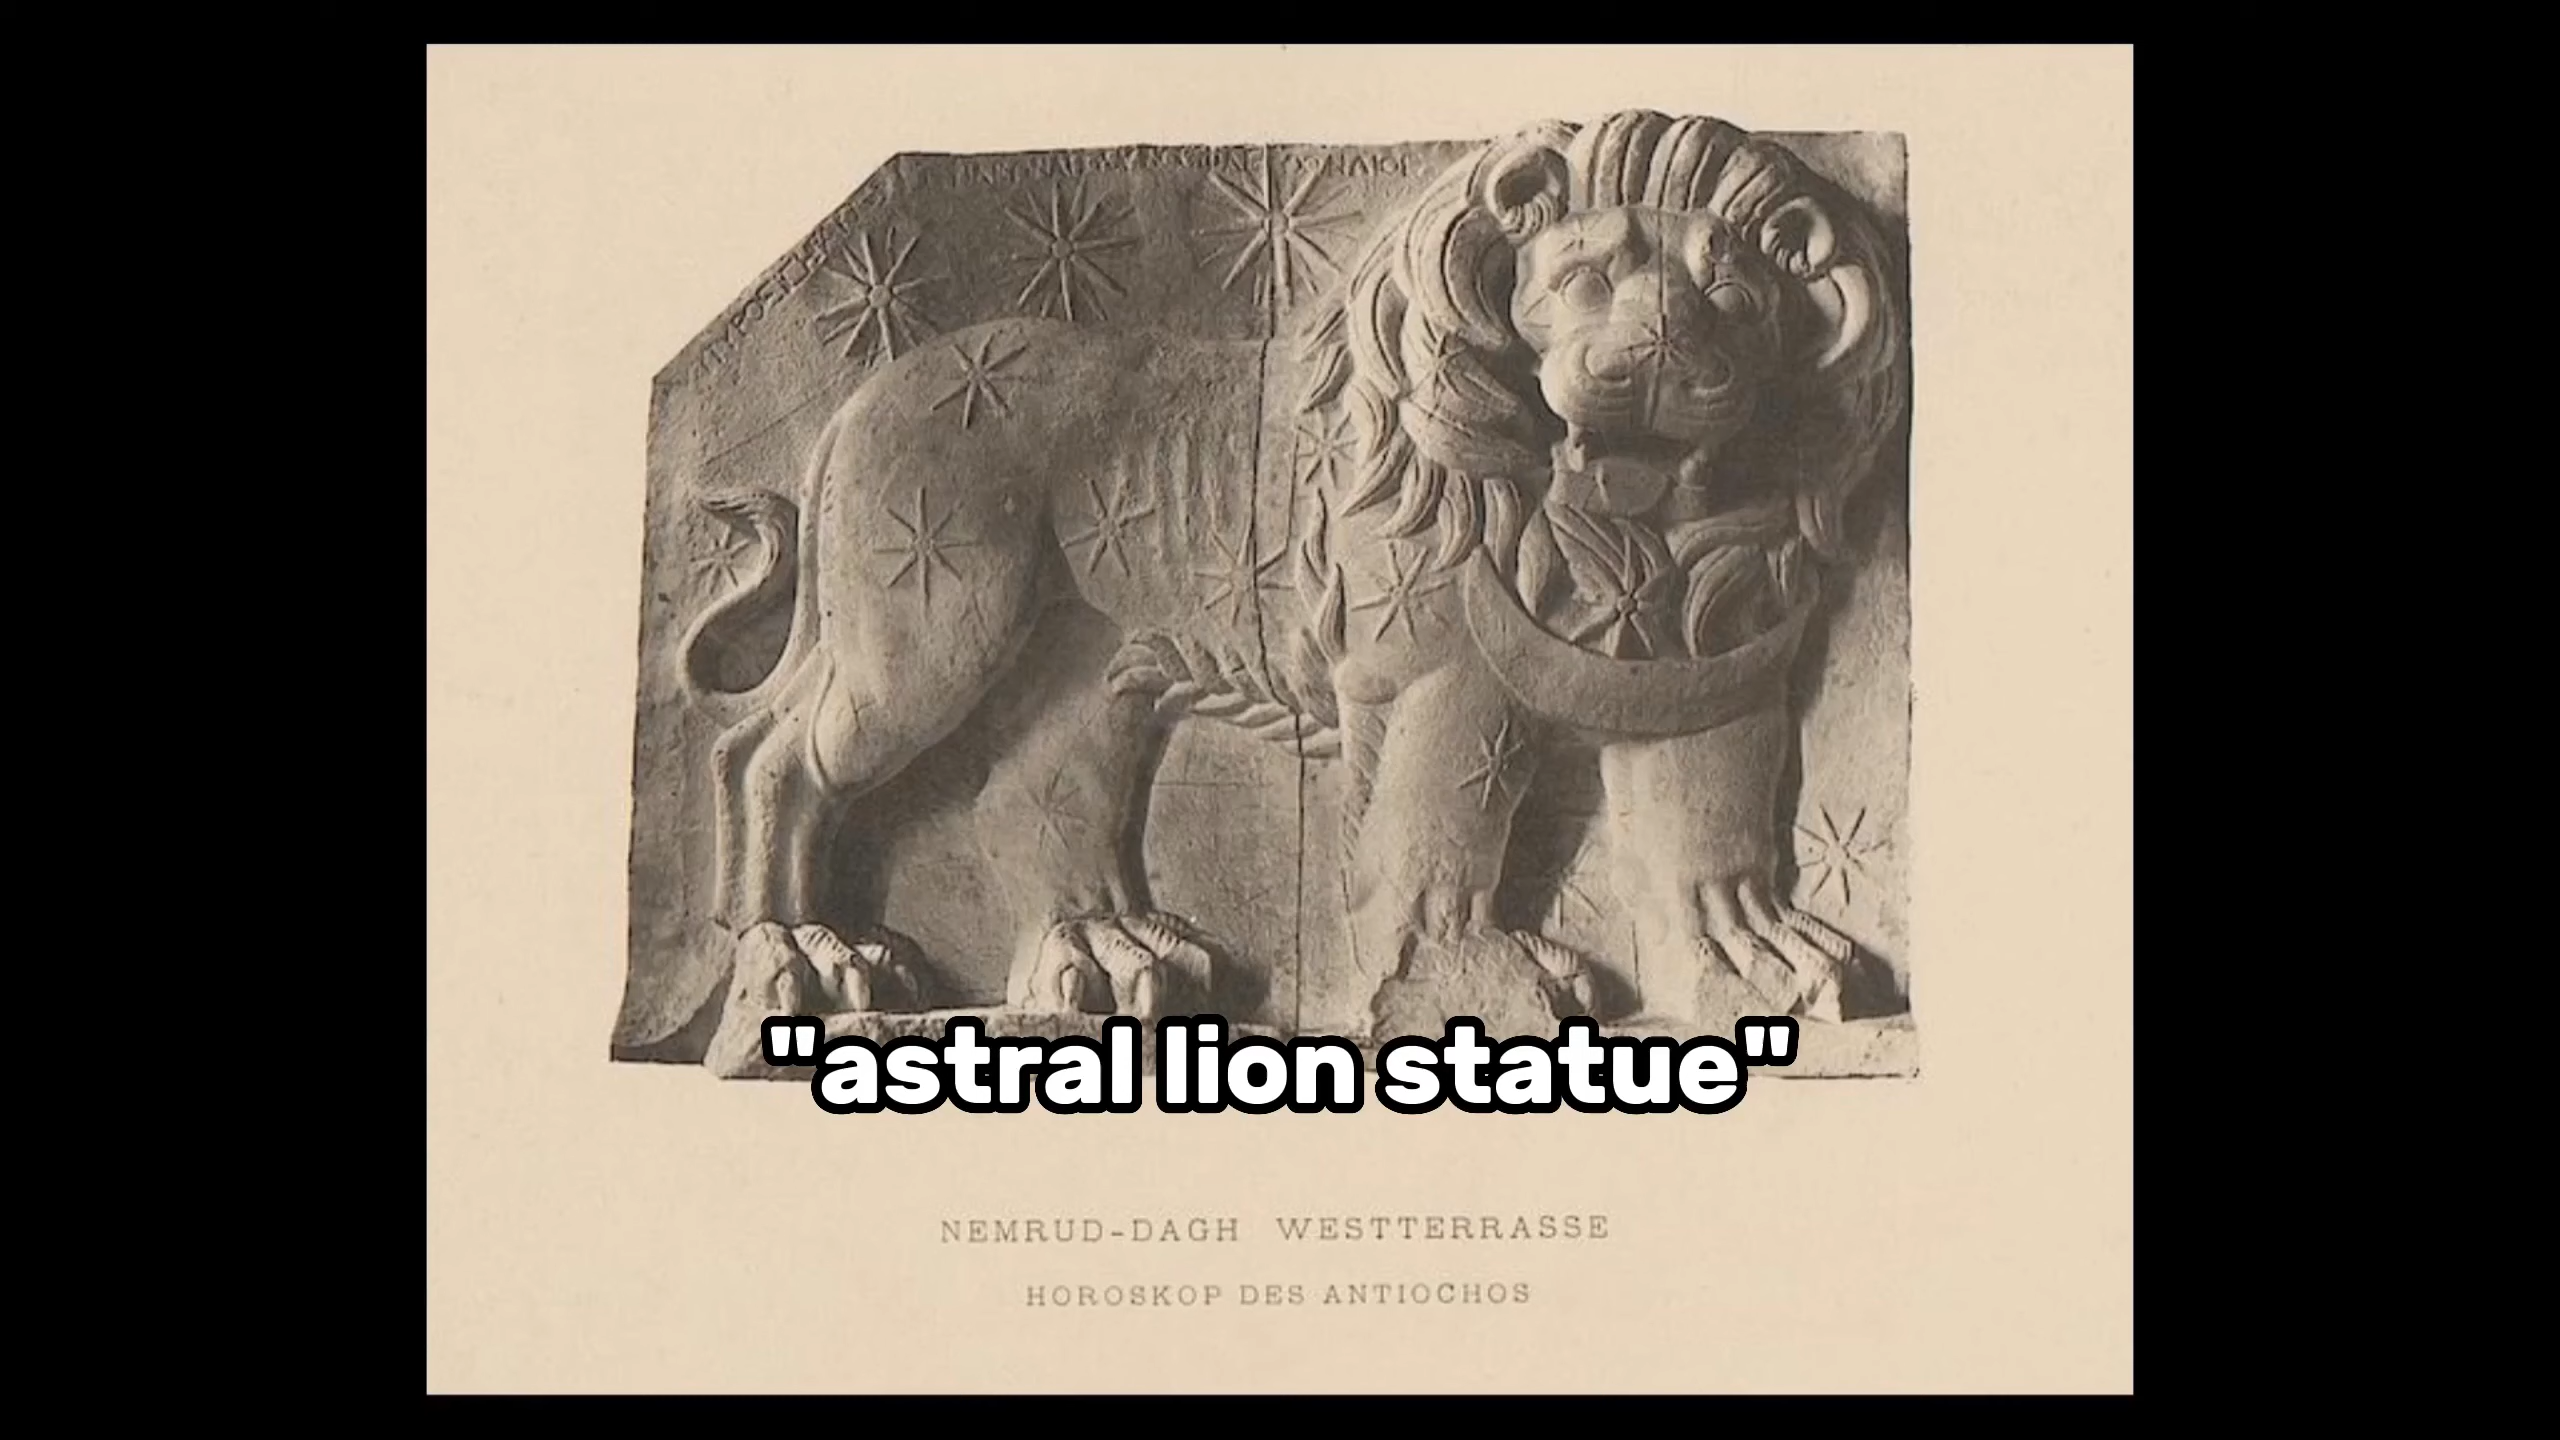 "astral lion statue"
NEMRUD-DAGH WESTTERRASSE
HOROSKOP DES ANTIOCHOS